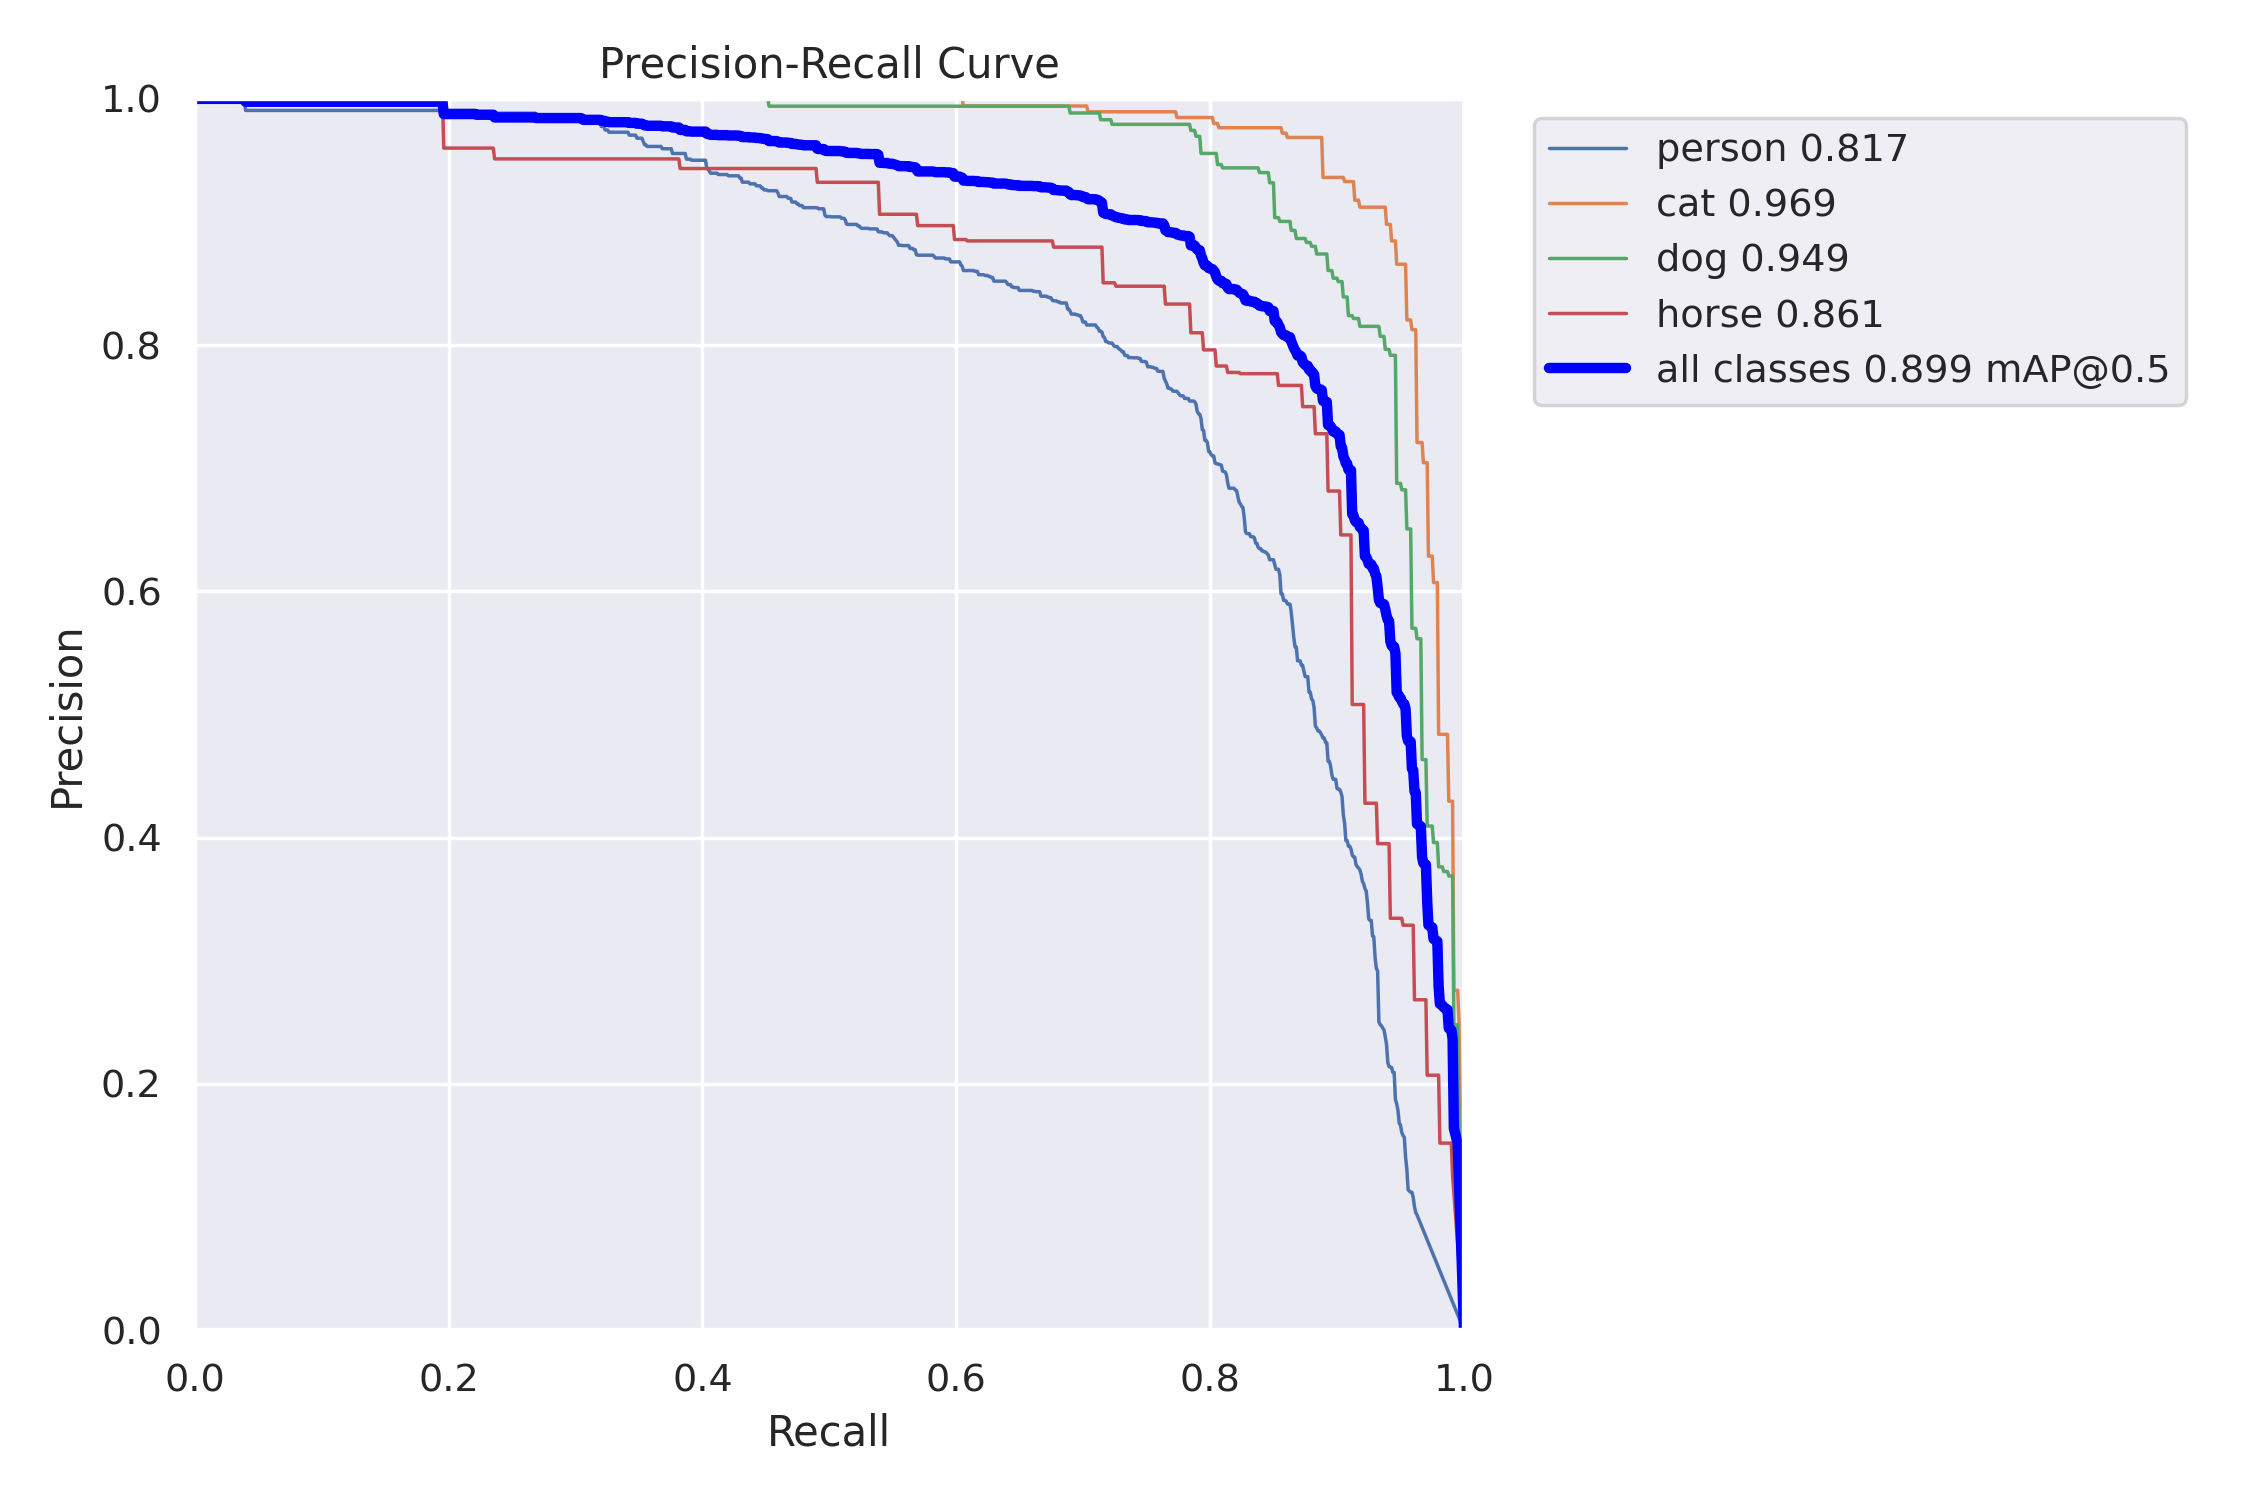 Precision-Recall Curve
1.0
0.8
0.6
0.4
0.2
0.0
Precision
0.0 0.2 0.4 0.6 0.8 1.0
Recall
person 0.817
cat 0.969
dog 0.949
horse 0.861
all classes 0.899 mAP@0.5